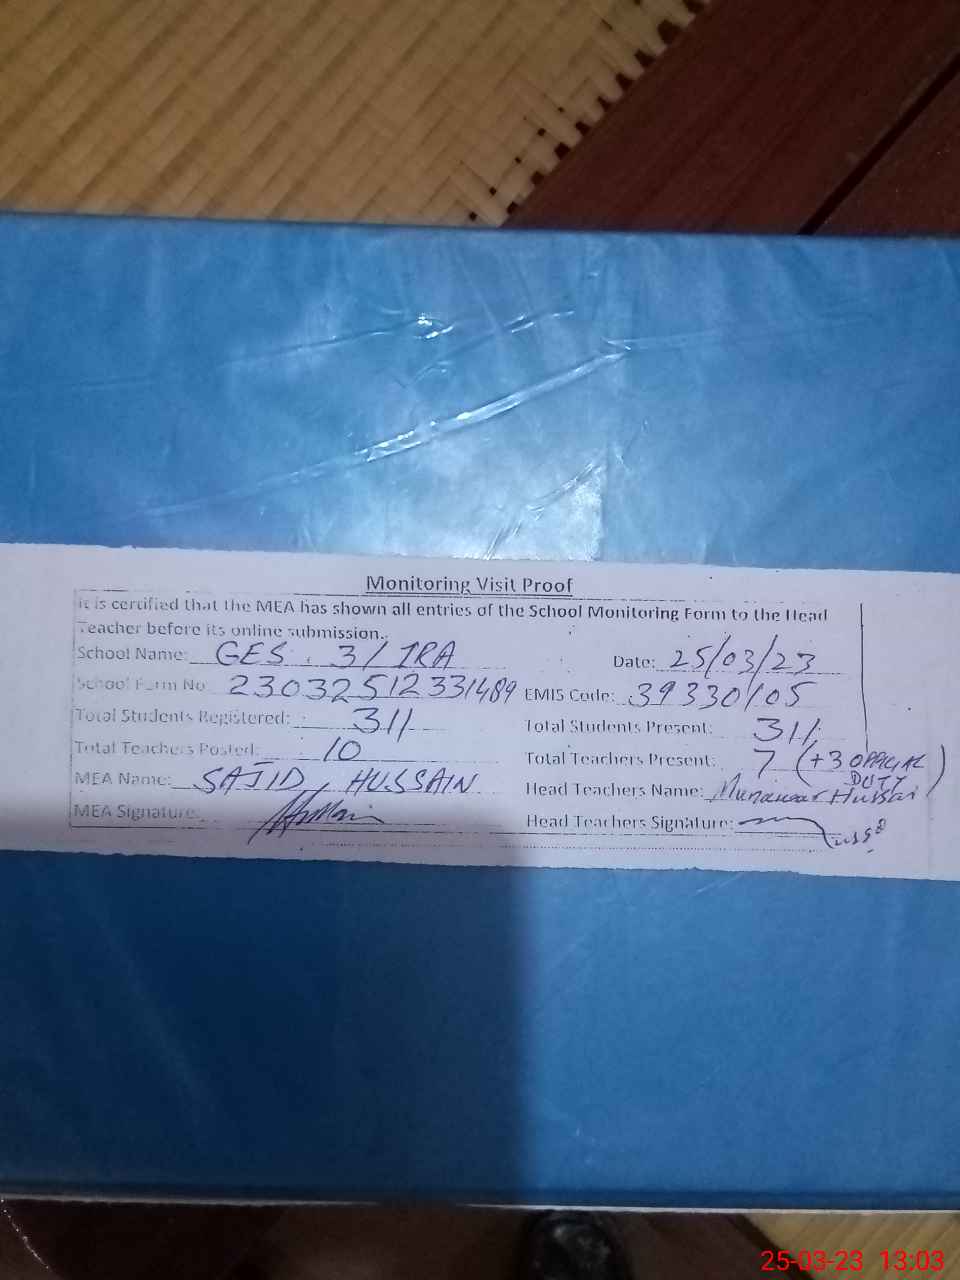 Monitoring Visit Proof
It is certified that the MEA has shown all entries of the School Monitoring Form to the Head
Teacher before its online submission.
School Name: GES. 3/1RA Date: 25/03/23
School Form No 23032512331489 EMIS Code: 39330105
Total Students Registered: 311 Total Students Present: 311
Total Teachers Posted: 10 Total Teachers Present: 7 (+3 OFFICIAL DUTY)
MEA Name: SAJID HUSSAIN Head Teachers Name: Munawar Hussai
MEA Signature: Head Teachers Signature:
25-03-23 13:03